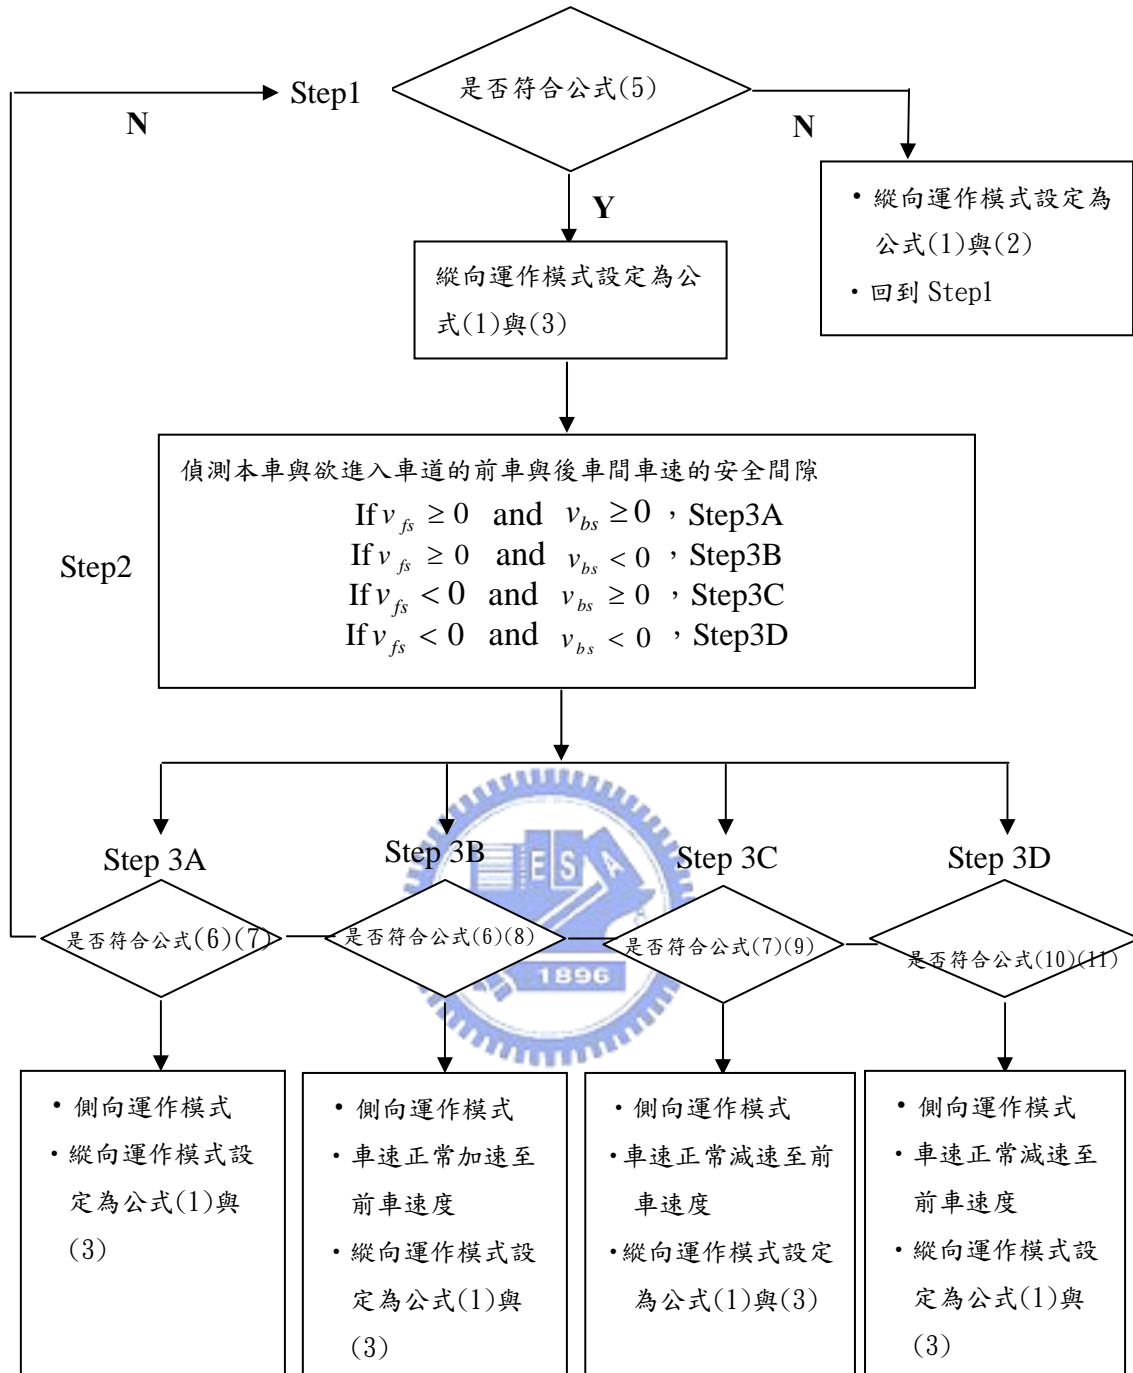 是否符合公式(5)
Step1
N
N
Y
・縱向運作模式設定為
公式(1)與(2)
・回到 Step1
縱向運作模式設定為公
式(1)與(3)
Step2
偵測本車與欲進入車道的前車與後車間車速的安全間隙
If v_fs ≥ 0 and v_bs ≥ 0 ，Step3A
If v_fs ≥ 0 and v_bs < 0 ，Step3B
If v_fs < 0 and v_bs ≥ 0 ，Step3C
If v_fs < 0 and v_bs < 0 ，Step3D
Step 3A
Step 3B
Step 3C
Step 3D
E S A
是否符合公式(6)(7)
是否符合公式(6)(8)
是否符合公式(7)(9)
是否符合公式(10)(11)
1896
・側向運作模式
・縱向運作模式設
定為公式(1)與
(3)
・側向運作模式
・車速正常加速至
前車速度
・縱向運作模式設
定為公式(1)與
(3)
・側向運作模式
・車速正常減速至前
車速度
・縱向運作模式設定
為公式(1)與(3)
・側向運作模式
・車速正常減速至
前車速度
・縱向運作模式設
定為公式(1)與
(3)